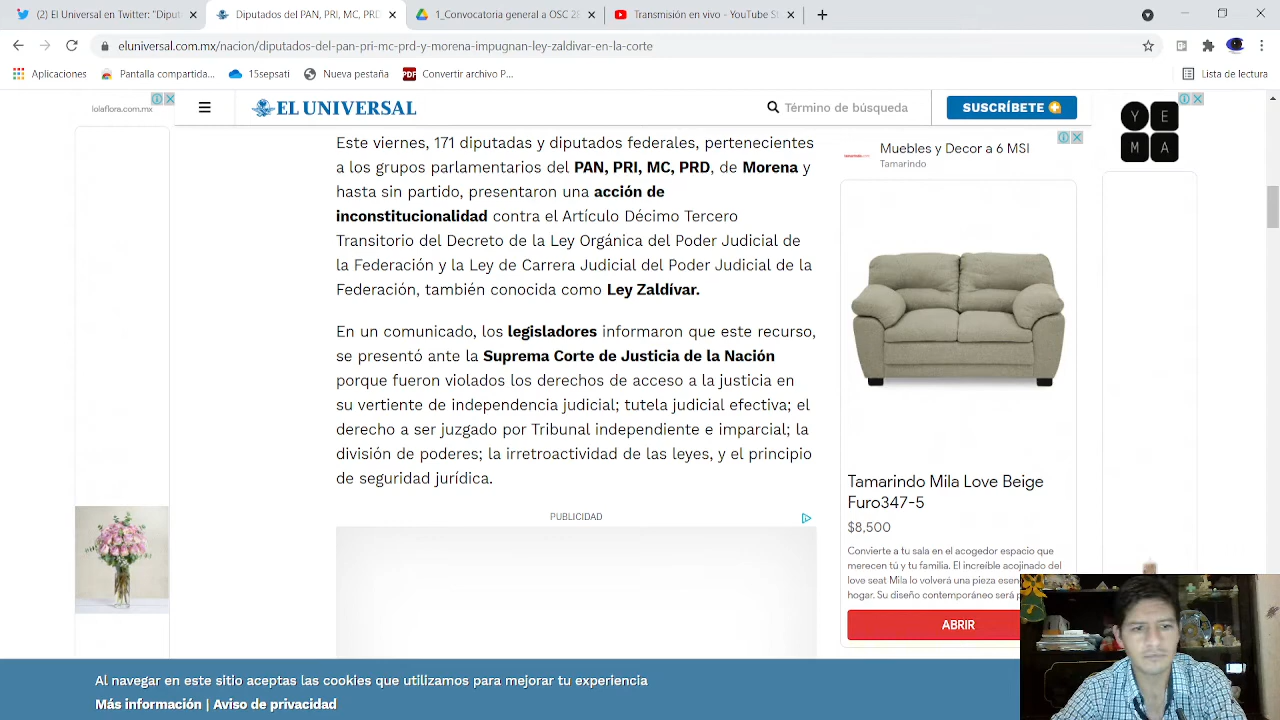 (2) Twitter: "Diput
Diputados del PAN, PRI, MC, PRD
1_Convocatoria general a OSC 2
Transmisión en vivo - YouTube S
eluniversal.com.mx/nacion/diputados-del-pan-pri-mc-prd-y-morena-impugnan-ley-zaldivar-en-la-corte
Aplicaciones
Pantalla compartida...
15sepsati
Nueva pestaña
PDF
Convertir archivo P...
Lista de lectura
lolaflora.com.mx
EL UNIVERSAL
Término de búsqueda
SUSCRÍBETE
Este viernes, 171 diputadas y diputados federales, pertenecientes
a los grupos parlamentarios del PAN, PRI, MC, PRD, de Morena y
hasta sin partido, presentaron una acción de
inconstitucionalidad contra el Artículo Décimo Tercero
Transitorio del Decreto de la Ley Orgánica del Poder Judicial de
la Federación y la Ley de Carrera Judicial del Poder Judicial de la
Federación, también conocida como Ley Zaldívar.
En un comunicado, los legisladores informaron que este recurso,
se presentó ante la Suprema Corte de Justicia de la Nación
porque fueron violados los derechos de acceso a la justicia en
su vertiente de independencia judicial; tutela judicial efectiva; el
derecho a ser juzgado por Tribunal independiente e imparcial; la
división de poderes; la irretroactividad de las leyes, y el principio
de seguridad jurídica.
PUBLICIDAD
Muebles y Decor a 6 MSI
Tamarindo
Tamarindo Mila Love Beige
Furo347-5
$8,500
Convierte a tu sala en el acogedor espacio que
merecen tú y tu familia. El increíble acojinado del
love seat Mila lo volverá una pieza esen
hogar. Su diseño contemporáneo será p
ABRIR
Y E
M A
Al navegar en este sitio aceptas las cookies que utilizamos para mejorar tu experiencia
Más información | Aviso de privacidad